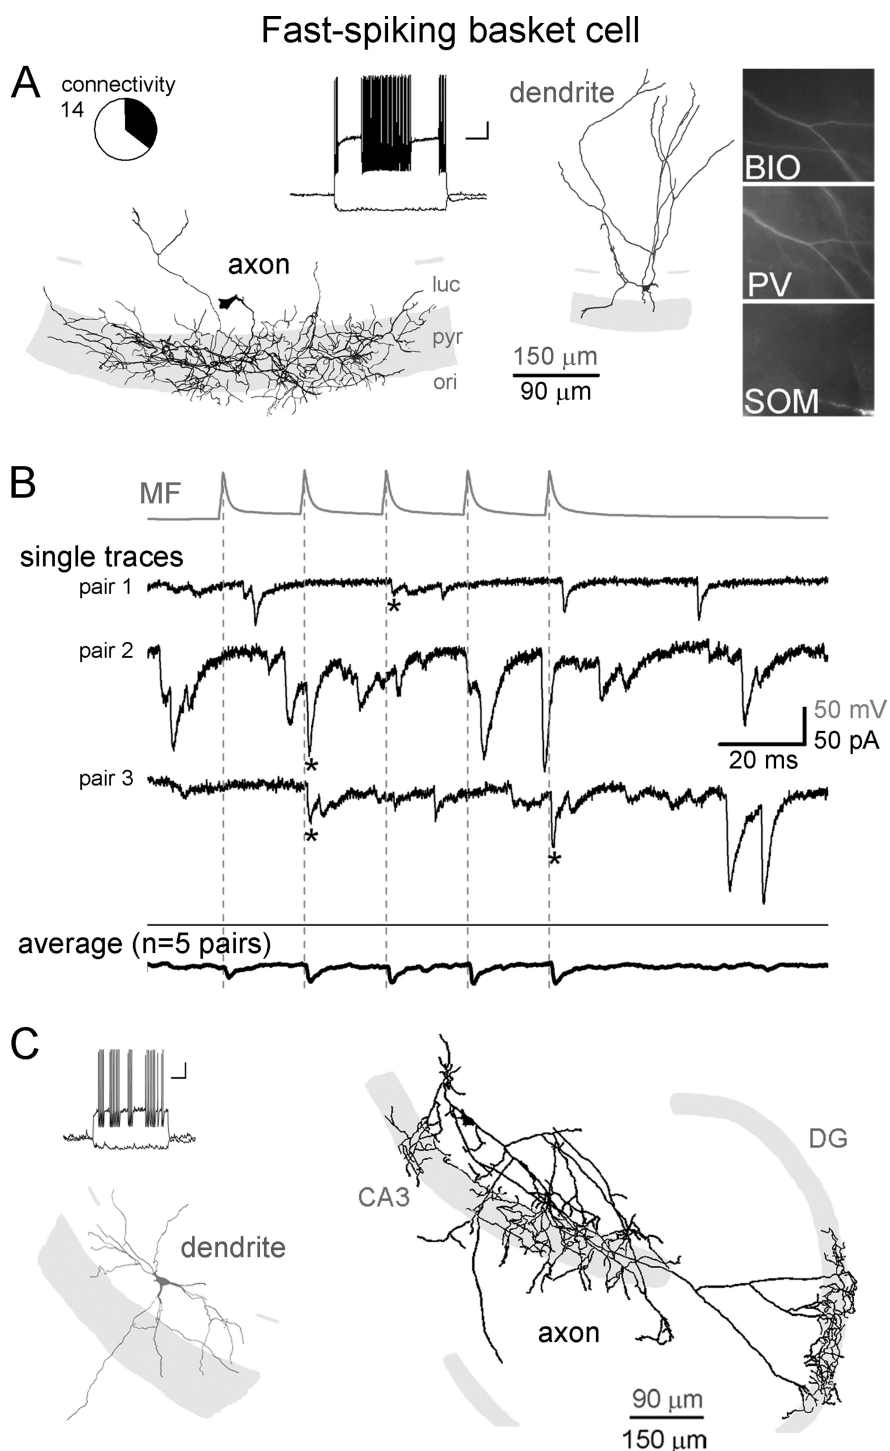 Fast-spiking basket cell
A
connectivity
14
dendrite
BIO
axon
luc
PV
pyr
150 μm
ori
90 μm
SOM
B
MF
single traces
pair 1
*
pair 2
50 mV
50 pA
20 ms
*
pair 3
*
*
average (n=5 pairs)
C
DG
CA3
dendrite
axon
90 μm
150 μm